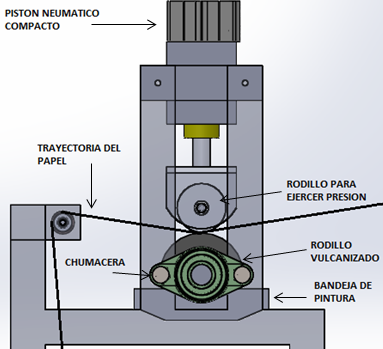 PISTON NEUMATICO
COMPACTO
TRAYECTORIA DEL
PAPEL
RODILLO PARA
EJERCER PRESION
RODILLO
VULCANIZADO
CHUMACERA
BANDEJA DE
PINTURA